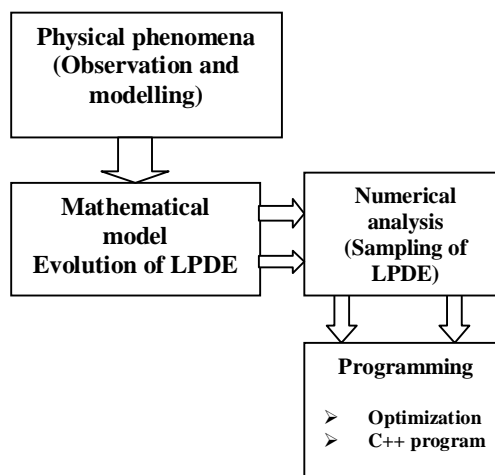 Physical phenomena
(Observation and
modelling)
Mathematical
model
Evolution of LPDE
Numerical
analysis
(Sampling of
LPDE)
Programming
➢ Optimization
➢ C++ program